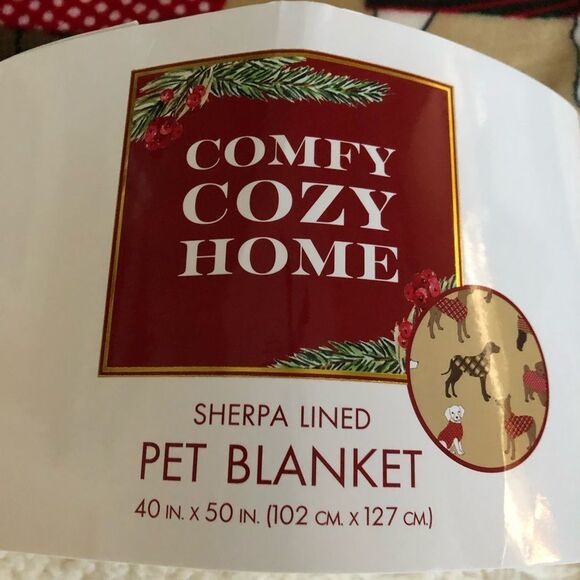 COMFY
COZY
HOME
SHERPA LINED
PET BLANKET
40 IN. X 50 IN. (102 CM. X 127 CM.)